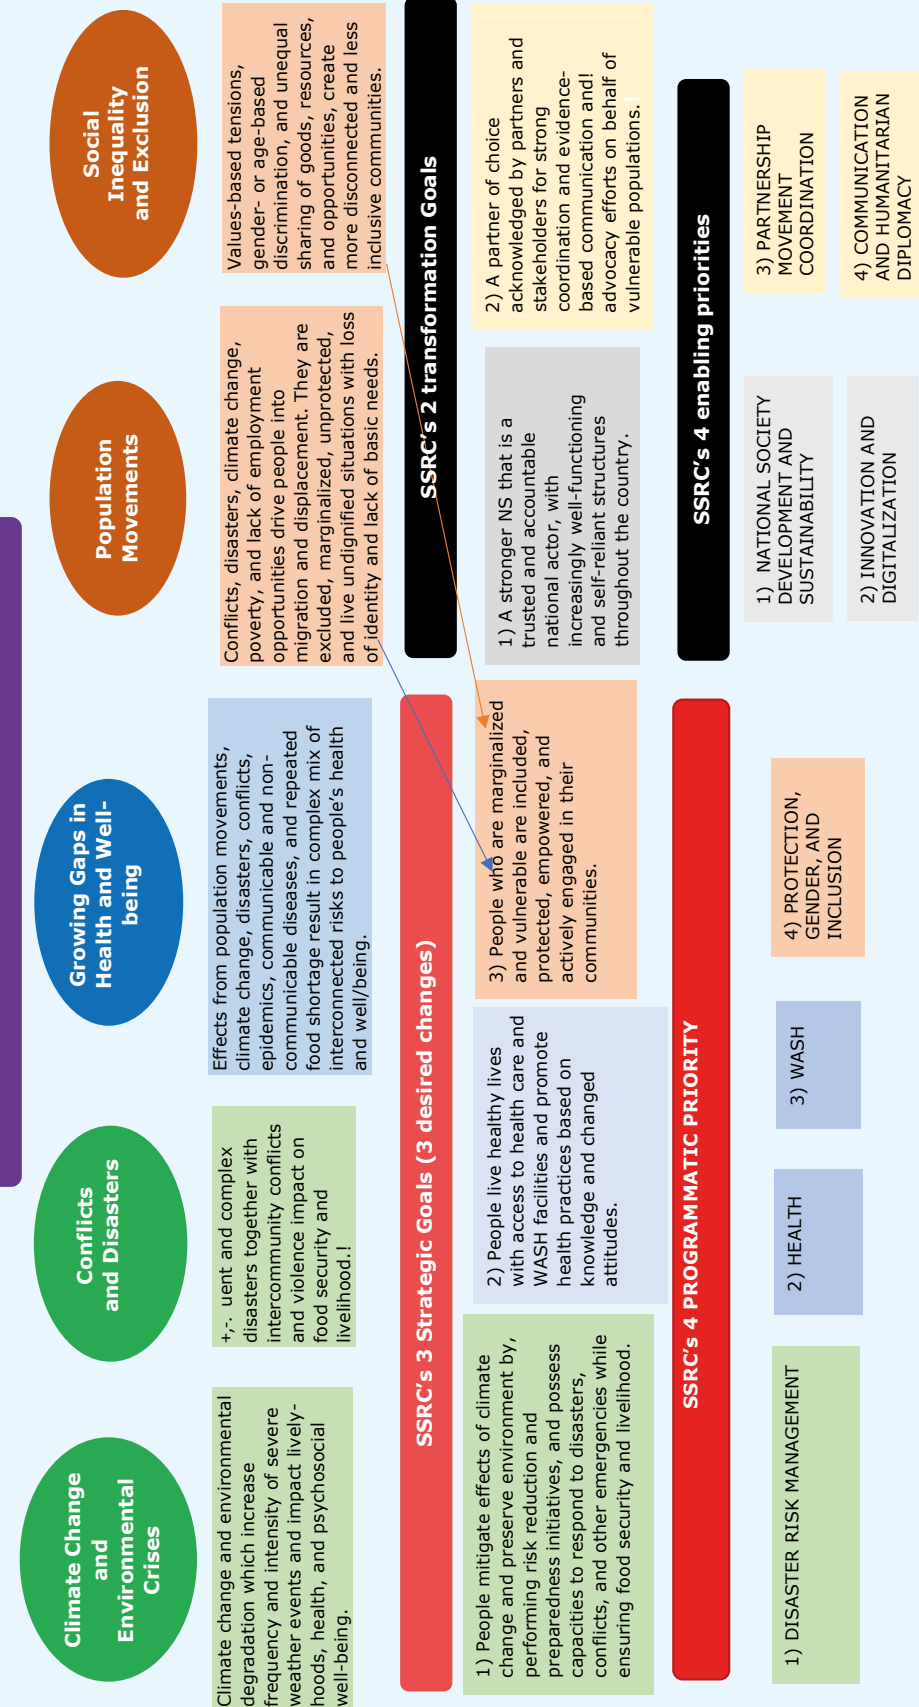 Climate Change
and
Environmental
Crises
Conflicts
and Disasters
Growing Gaps in
Health and Well-
being
Population
Movements
Social
Inequality
and Exclusion
Climate change and environmental
degradation which increase
frequency and intensity of severe
weather events and impact lively-
hoods, health, and psychosocial
well-being.
+,-. uent and complex
disasters together with
intercommunity conflicts
and violence impact on
food security and
livelihood.!
Effects from population movements,
climate change, disasters, conflicts,
epidemics, communicable and non-
communicable diseases, and repeated
food shortage result in complex mix of
interconnected risks to people’s health
and well/being.
Conflicts, disasters, climate change,
poverty, and lack of employment
opportunities drive people into
migration and displacement. They are
excluded, marginalized, unprotected,
and live undignified situations with loss
of identity and lack of basic needs.
Values-based tensions,
gender- or age-based
discrimination, and unequal
sharing of goods, resources,
and opportunities, create
more disconnected and less
inclusive communities.
SSRC’s 3 Strategic Goals (3 desired changes)
SSRC’s 2 transformation Goals
1) People mitigate effects of climate
change and preserve environment by,
performing risk reduction and
preparedness initiatives, and possess
capacities to respond to disasters,
conflicts, and other emergencies while
ensuring food security and livelihood.
2) People live healthy lives
with access to health care and
WASH facilities and promote
health practices based on
knowledge and changed
attitudes.
3) People who are marginalized
and vulnerable are included,
protected, empowered, and
actively engaged in their
communities.
1) A stronger NS that is a
trusted and accountable
national actor, with
increasingly well-functioning
and self-reliant structures
throughout the country.
2) A partner of choice
acknowledged by partners and
stakeholders for strong
coordination and evidence-
based communication and!
advocacy efforts on behalf of
vulnerable populations.
SSRC’s 4 PROGRAMMATIC PRIORITY
SSRC’s 4 enabling priorities
1) DISASTER RISK MANAGEMENT
2) HEALTH
3) WASH
4) PROTECTION,
GENDER, AND
INCLUSION
1) NATIONAL SOCIETY
DEVELOPMENT AND
SUSTAINABILITY
2) INNOVATION AND
DIGITALIZATION
3) PARTNERSHIP
MOVEMENT
COORDINATION
4) COMMUNICATION
AND HUMANITARIAN
DIPLOMACY